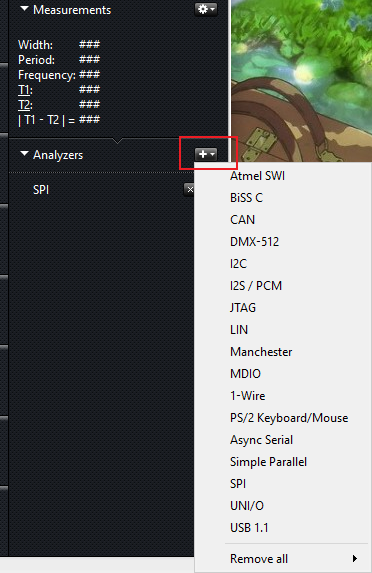 Measurements
Width: ###
Period: ###
Frequency: ###
T1: ###
T2: ###
| T1 - T2 | = ###
Analyzers
SPI
Atmel SWI
BiSS C
CAN
DMX-512
I2C
I2S / PCM
JTAG
LIN
Manchester
MDIO
1-Wire
PS/2 Keyboard/Mouse
Async Serial
Simple Parallel
SPI
UNI/O
USB 1.1
Remove all